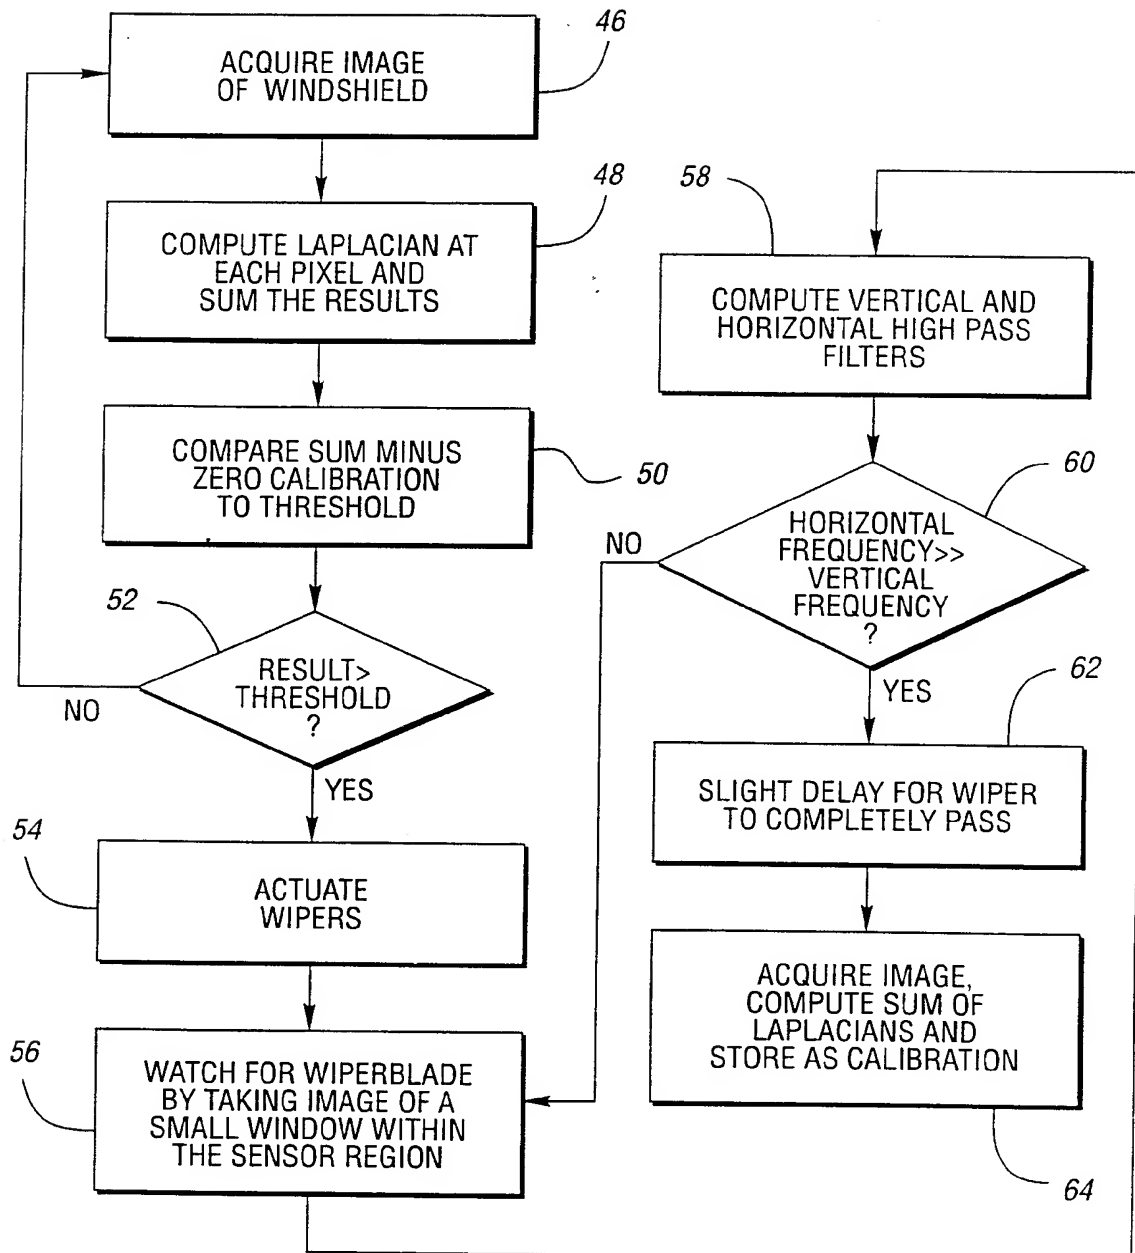 46
ACQUIRE IMAGE
OF WINDSHIELD
48
COMPUTE LAPLACIAN AT
EACH PIXEL AND
SUM THE RESULTS
50
COMPARE SUM MINUS
ZERO CALIBRATION
TO THRESHOLD
52
RESULT>
THRESHOLD
?
NO
YES
54
ACTUATE
WIPERS
56
WATCH FOR WIPERBLADE
BY TAKING IMAGE OF A
SMALL WINDOW WITHIN
THE SENSOR REGION
58
COMPUTE VERTICAL AND
HORIZONTAL HIGH PASS
FILTERS
60
HORIZONTAL
FREQUENCY>>
VERTICAL
FREQUENCY
?
NO
YES
62
SLIGHT DELAY FOR WIPER
TO COMPLETELY PASS
ACQUIRE IMAGE,
COMPUTE SUM OF
LAPLACIANS AND
STORE AS CALIBRATION
64